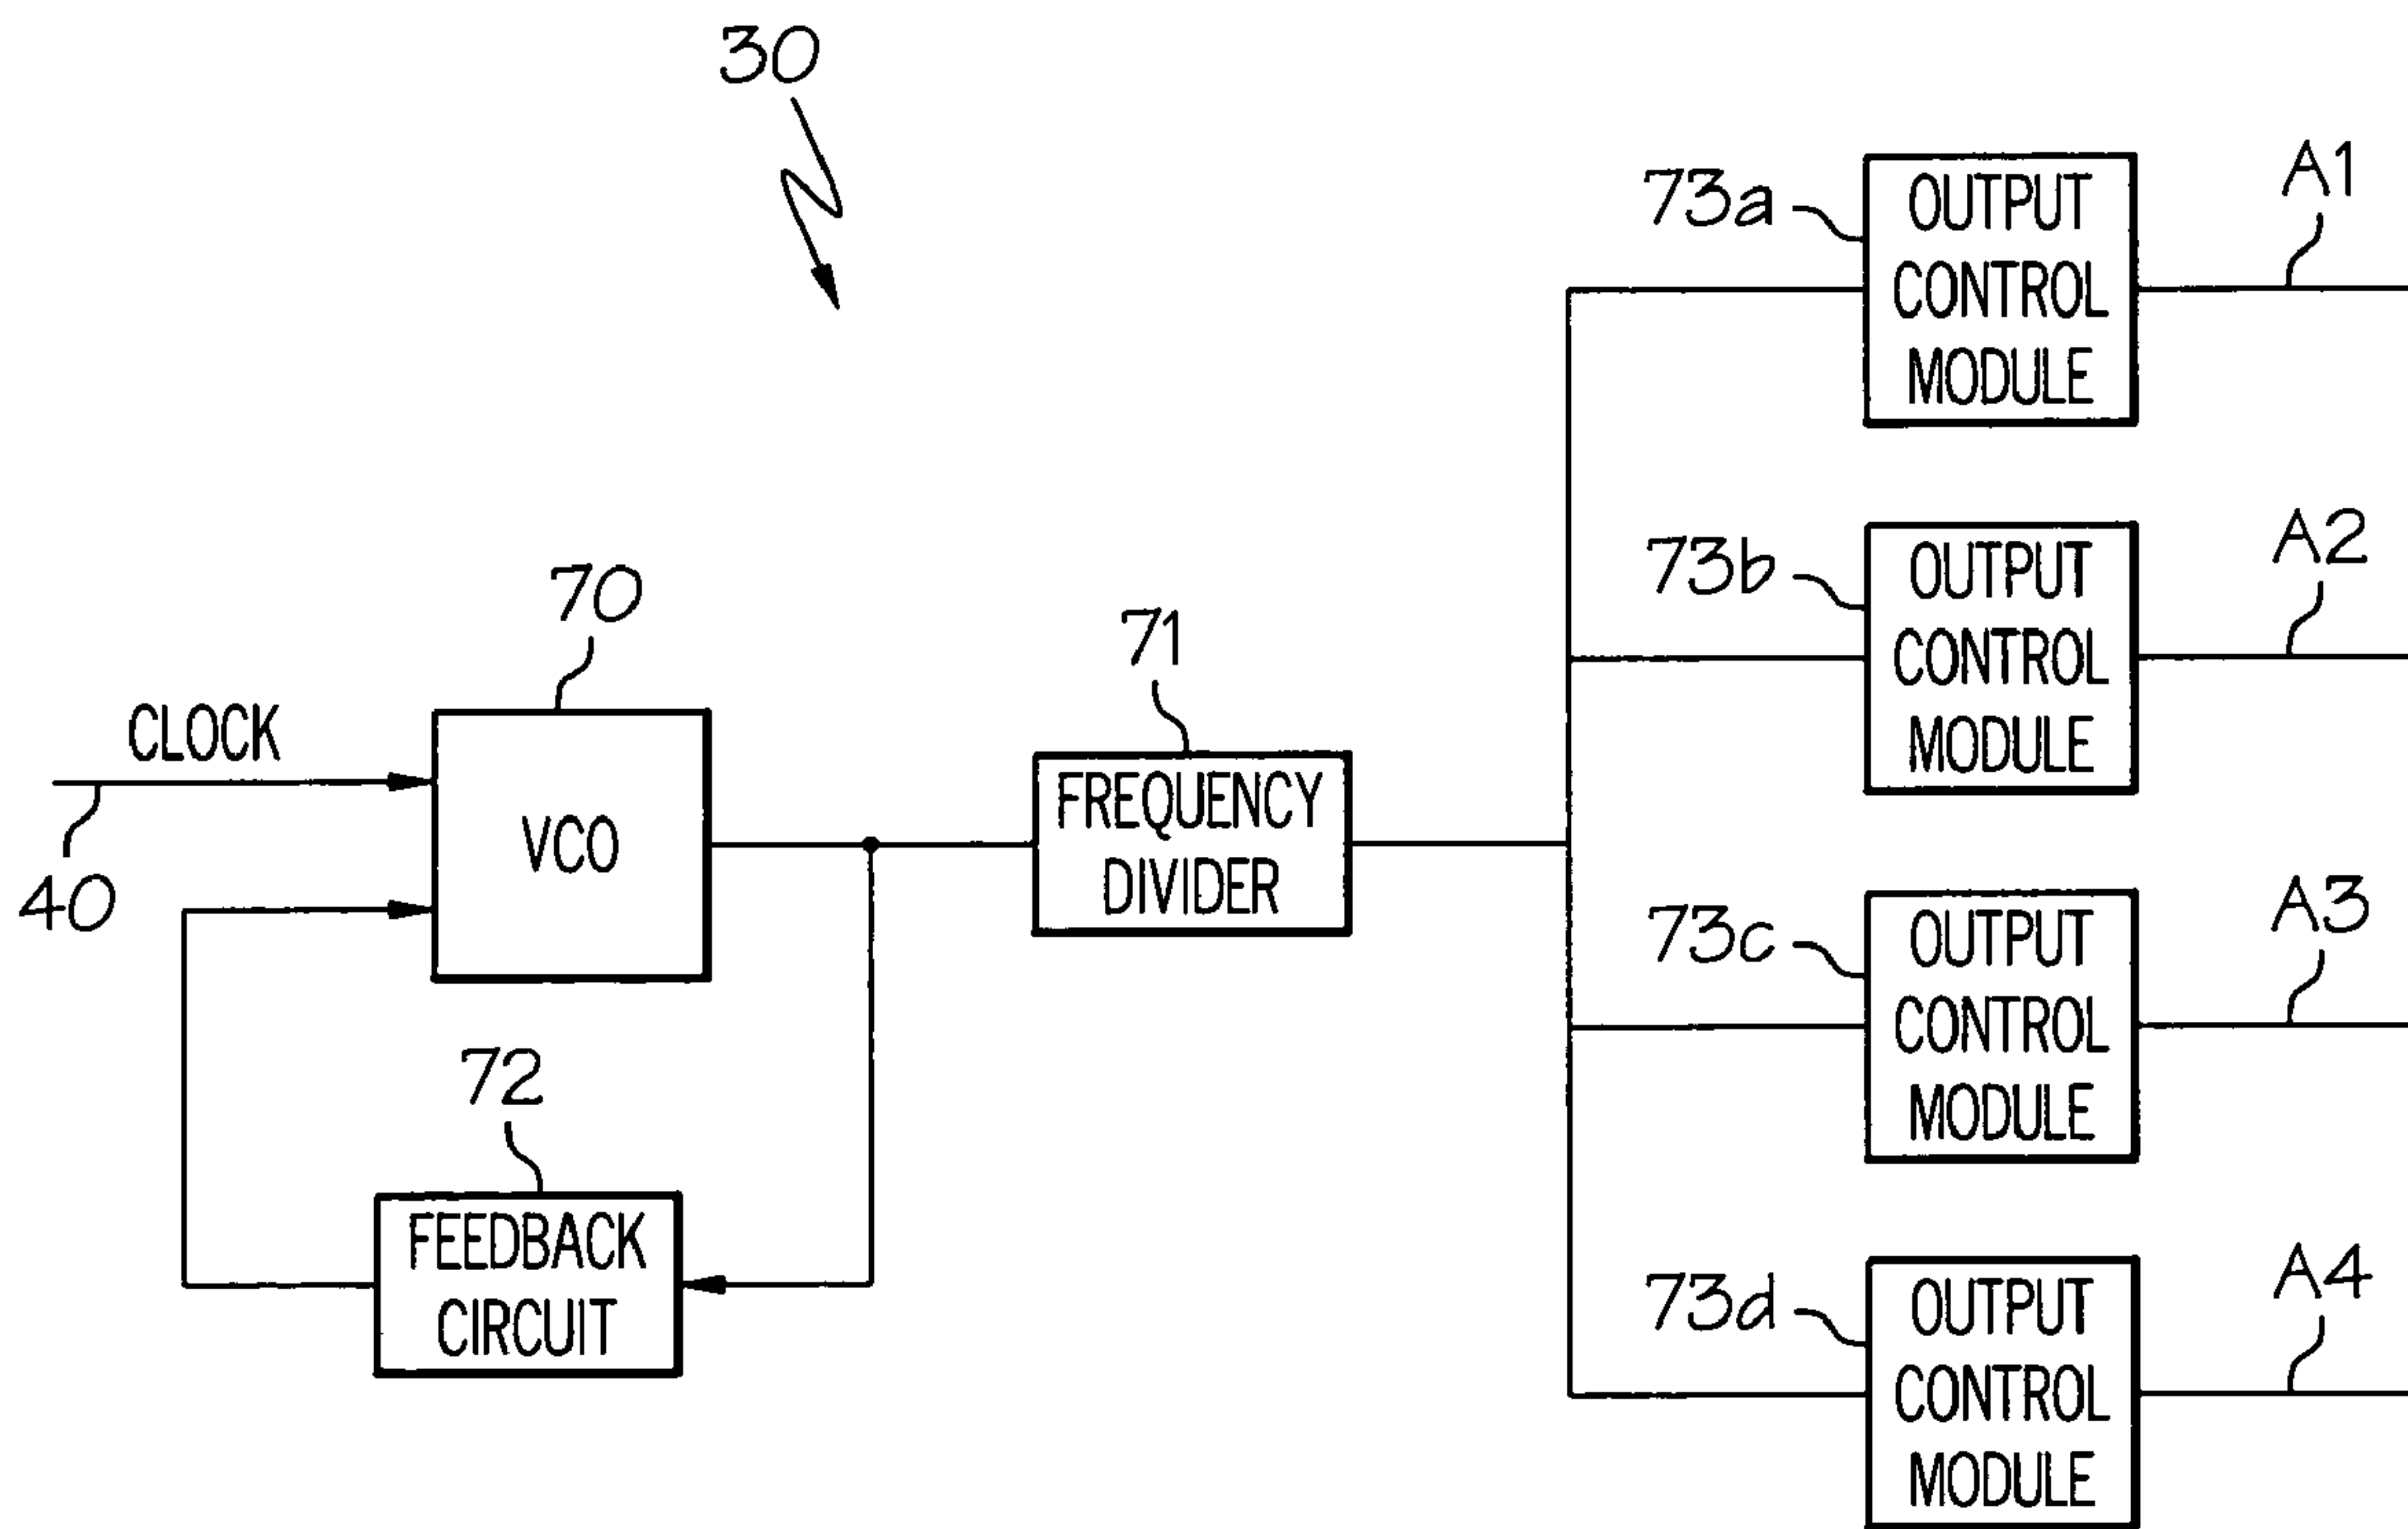 30
73a
OUTPUT
CONTROL
MODULE
A1
73b
OUTPUT
CONTROL
MODULE
A2
70
71
CLOCK
40
VCO
FREQUENCY
DIVIDER
73c
OUTPUT
CONTROL
MODULE
A3
72
FEEDBACK
CIRCUIT
73d
OUTPUT
CONTROL
MODULE
A4